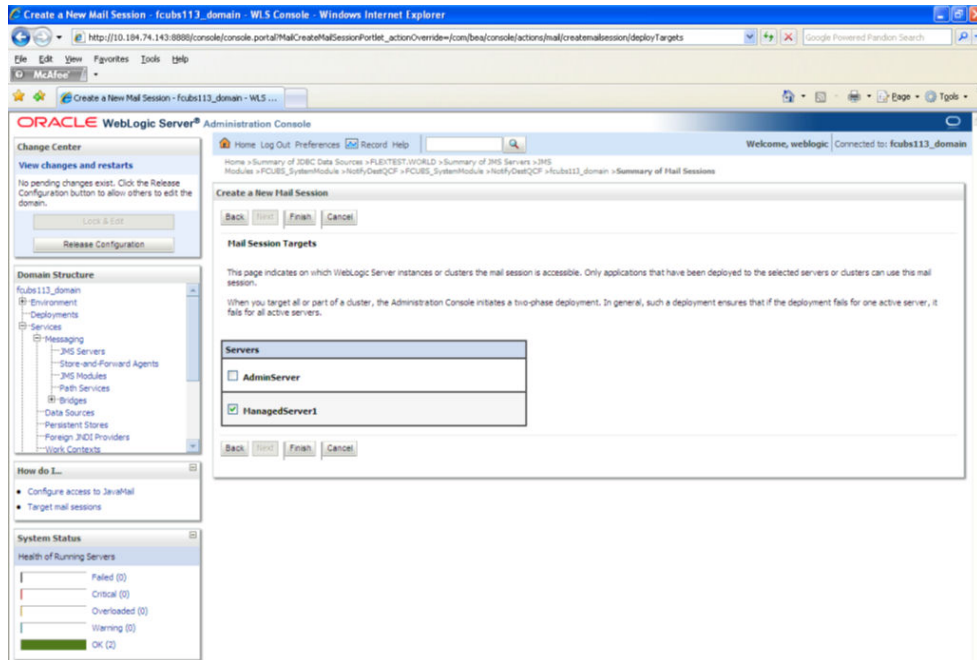 Create a New Mail Session - fcubs113_domain - WLS Console - Windows Internet Explorer
http://10.184.74.143:8888/console/console.portal?MailCreateMailSessionPortlet_actionOverride=/com/bea/console/actions/mail/createmailsession/deployTargets
Google Powered Pandion Search
File Edit View Favorites Tools Help
McAfee
Create a New Mail Session - fcubs113_domain - WLS ...
Page Tools
ORACLE WebLogic Server® Administration Console
Change Center
View changes and restarts
No pending changes exist. Click the Release
Configuration button to allow others to edit the
domain.
Lock & Edit
Release Configuration
Domain Structure
fcubs113_domain
Environment
Deployments
Services
Messaging
JMS Servers
Store-and-Forward Agents
JMS Modules
Path Services
Bridges
Data Sources
Persistent Stores
Foreign JNDI Providers
Work Contexts
How do I...
Configure access to JavaMail
Target mail sessions
System Status
Health of Running Servers
Failed (0)
Critical (0)
Overloaded (0)
Warning (0)
OK (2)
Home Log Out Preferences Record Help
Welcome, weblogic Connected to: fcubs113_domain
Home >Summary of JDBC Data Sources >FLEXTEST.WORLD >Summary of JMS Servers >JMS
Modules >FCUBS_SystemModule >NotifyDestQCF >FCUBS_SystemModule >NotifyDestQCF >fcubs113_domain >Summary of Mail Sessions
Create a New Mail Session
Back Next Finish Cancel
Mail Session Targets
This page indicates on which WebLogic Server instances or clusters the mail session is accessible. Only applications that have been deployed to the selected servers or clusters can use this mail
session.
When you target all or part of a cluster, the Administration Console initiates a two-phase deployment. In general, such a deployment ensures that if the deployment fails for one active server, it
fails for all active servers.
Servers
AdminServer
ManagedServer1
Back Next Finish Cancel